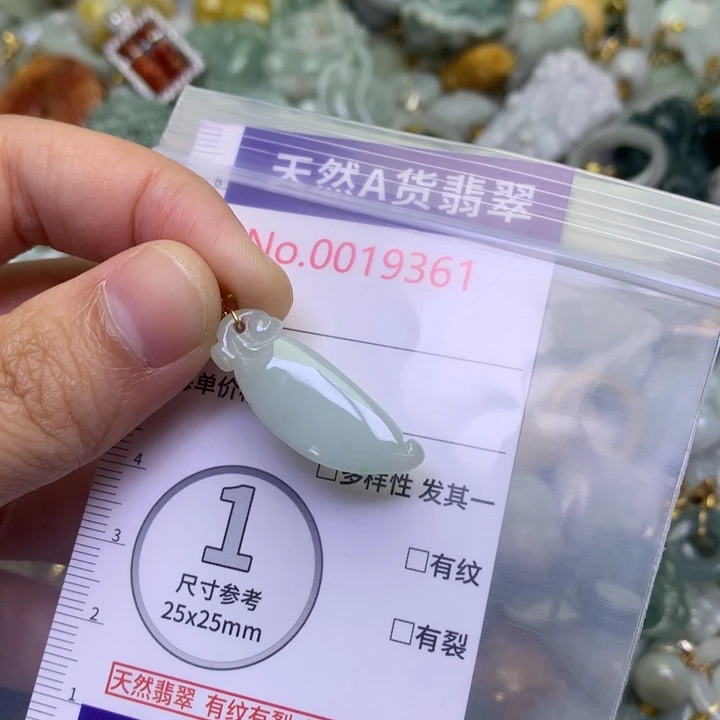 天然A货翡翠
No.0019361
单价
□多样性 发其一
4
1
尺寸参考
25x25mm
3
□有纹
2
□有裂
1
天然翡翠 有纹有裂